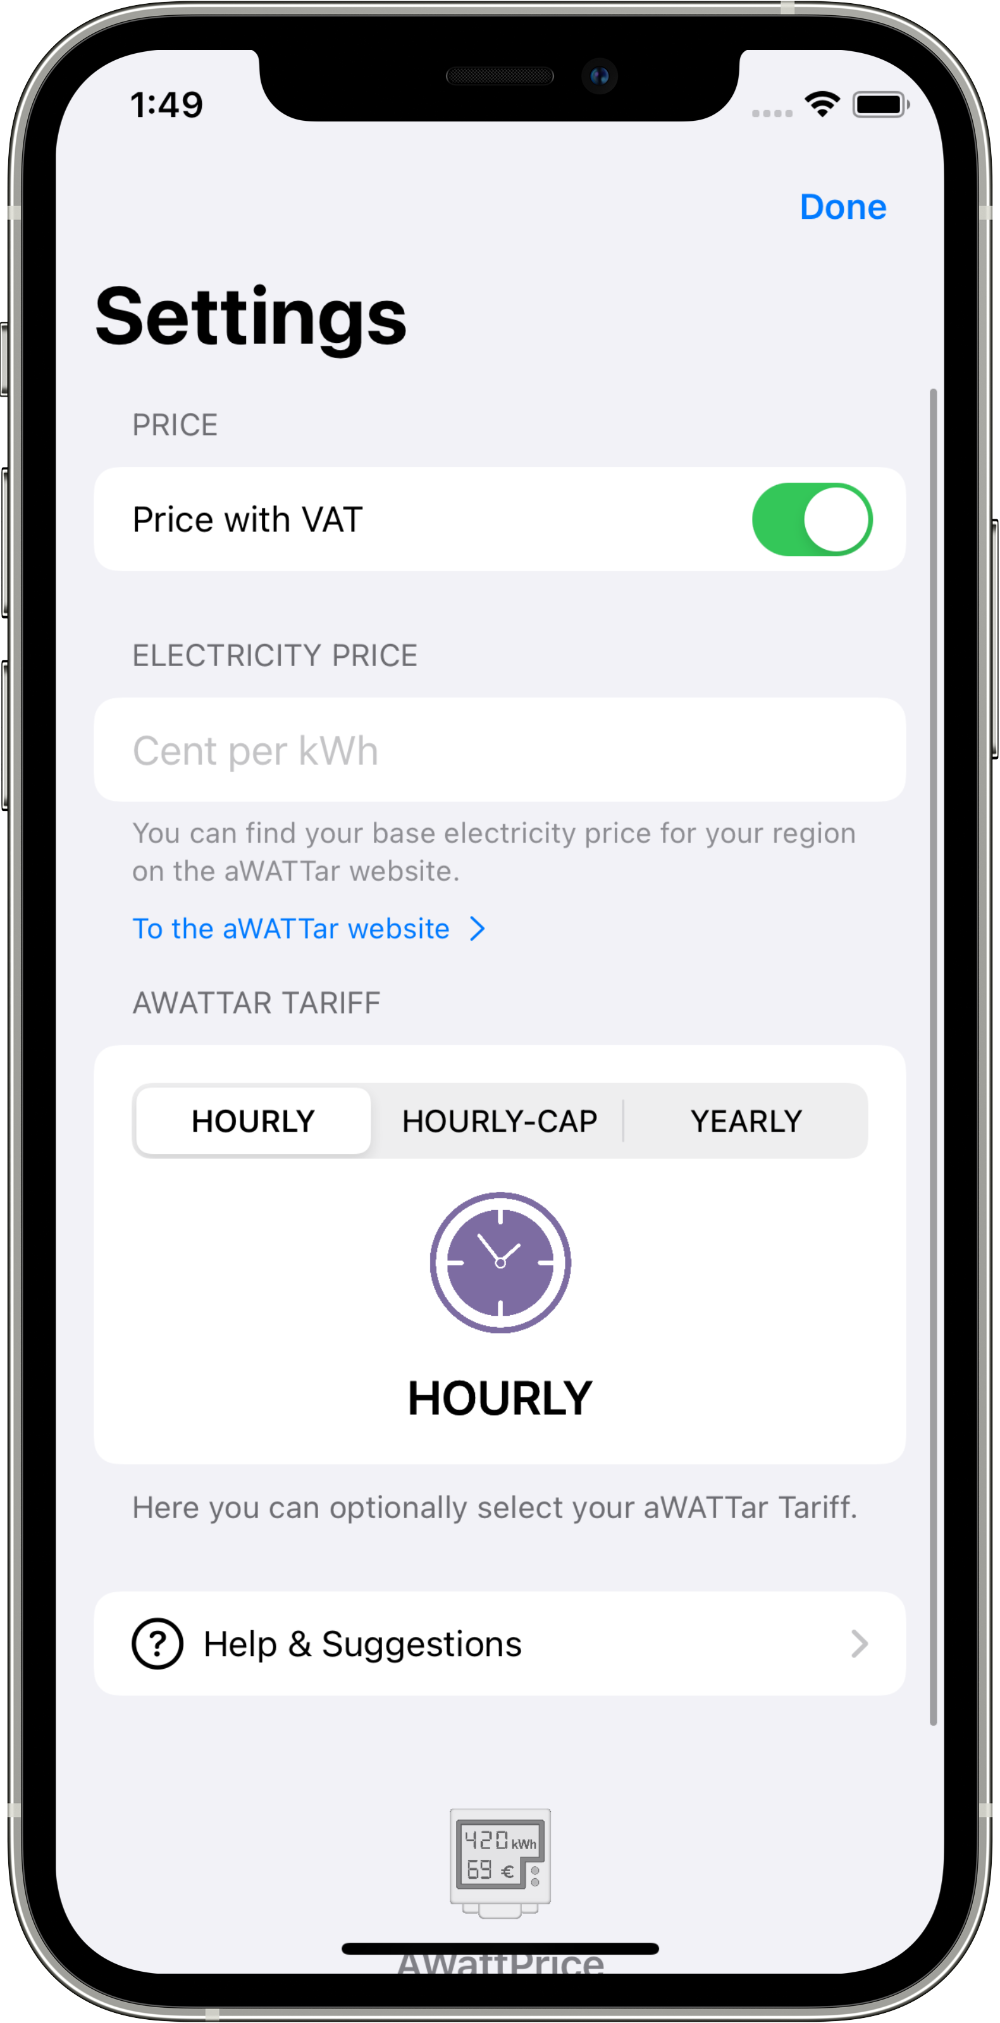 1:49
Done
Settings
PRICE
Price with VAT
ELECTRICITY PRICE
Cent per kWh
You can find your base electricity price for your region
on the aWATTar website.
To the aWATTar website
AWATTAR TARIFF
HOURLY HOURLY-CAP YEARLY
HOURLY
Here you can optionally select your aWATTar Tariff.
? Help & Suggestions
420 kWh
69 €
AWattPrice